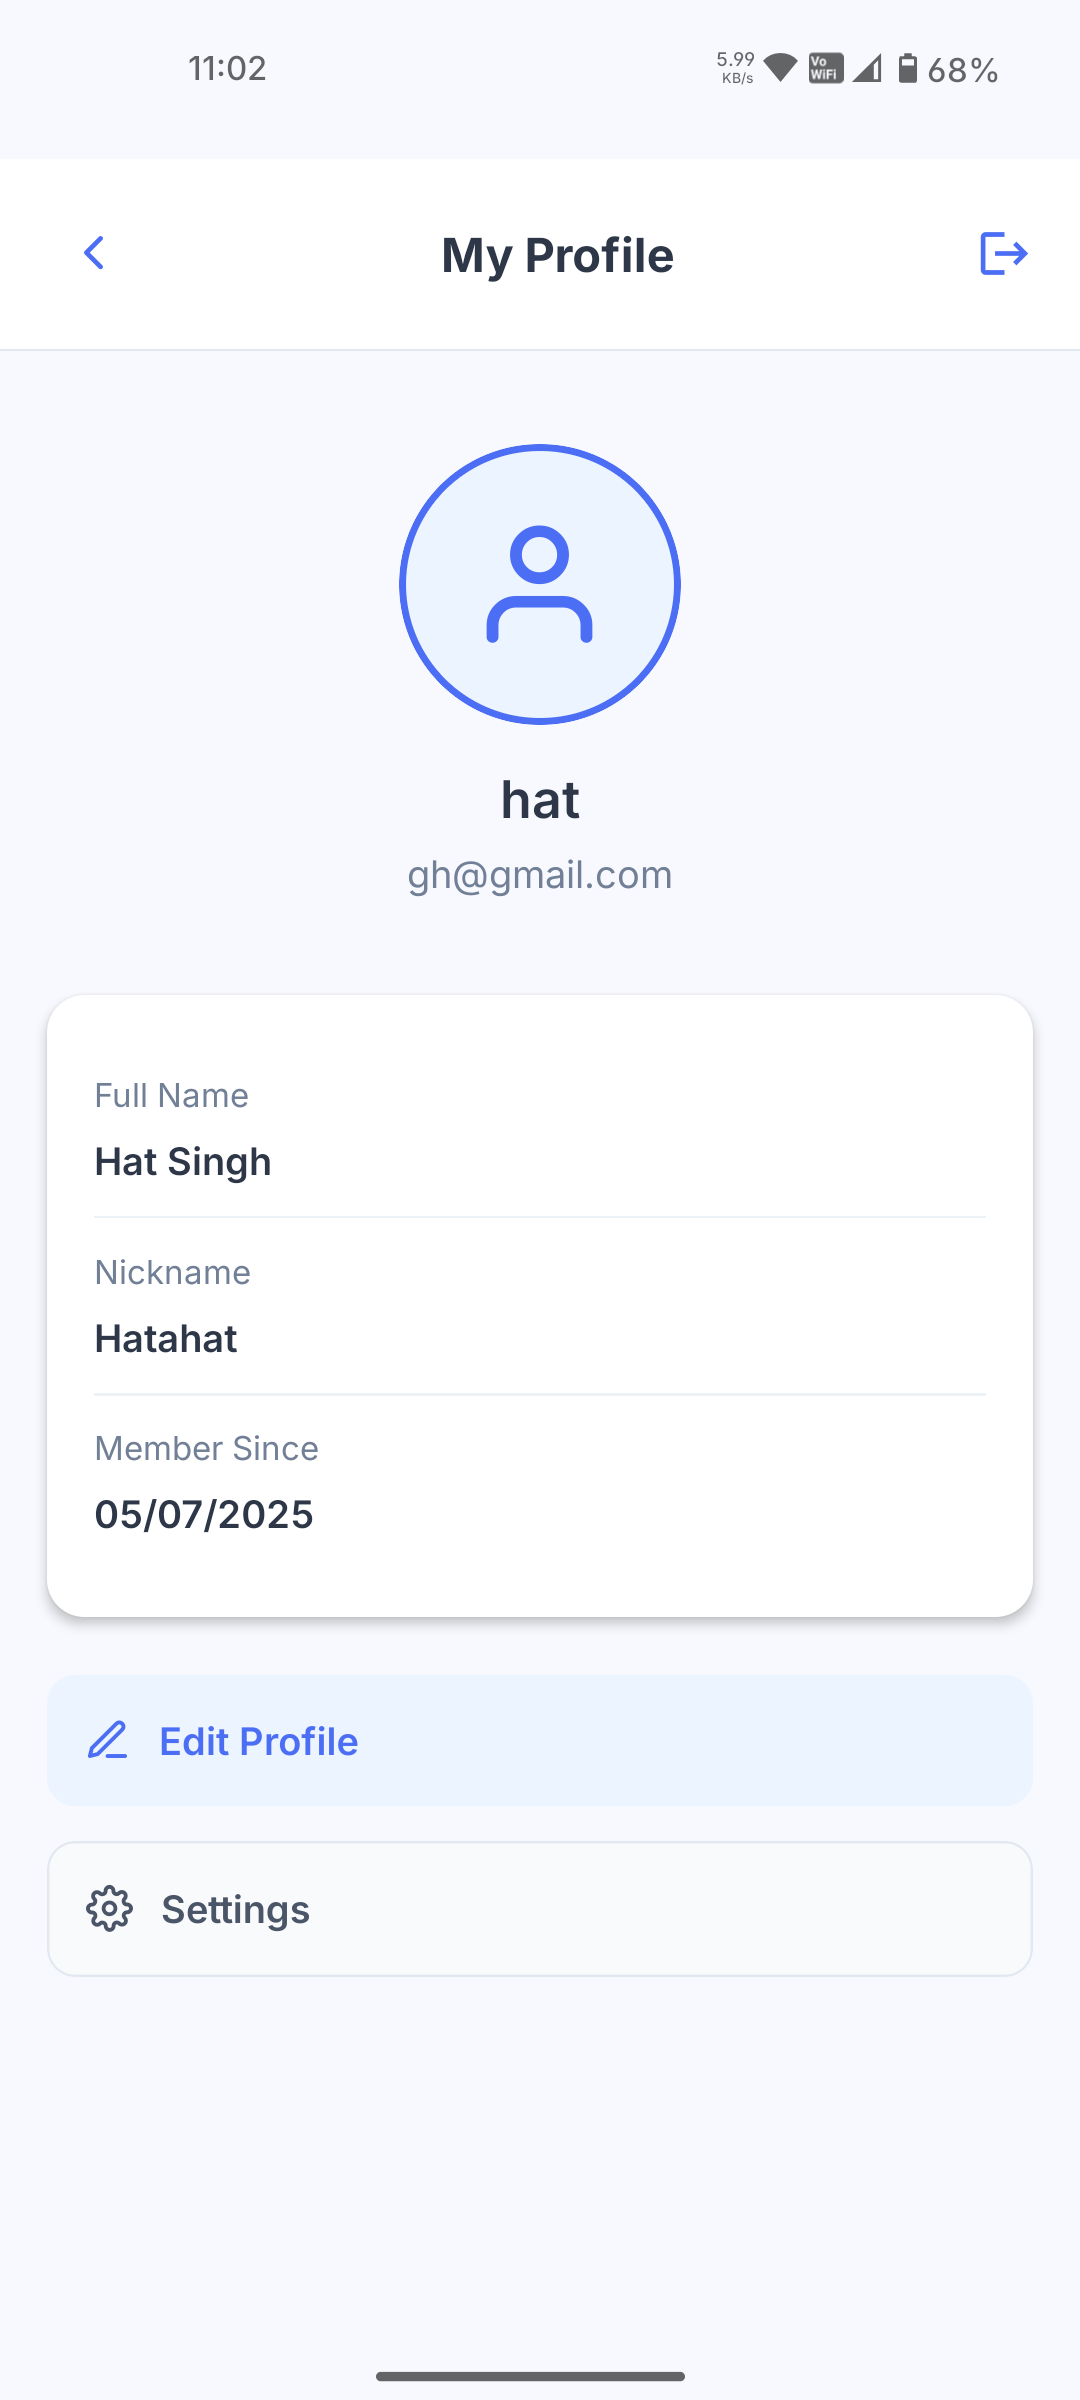 11:02
5.99 KB/s Vo WiFi 68%
My Profile
hat
gh@gmail.com
Full Name
Hat Singh
Nickname
Hatahat
Member Since
05/07/2025
Edit Profile
Settings